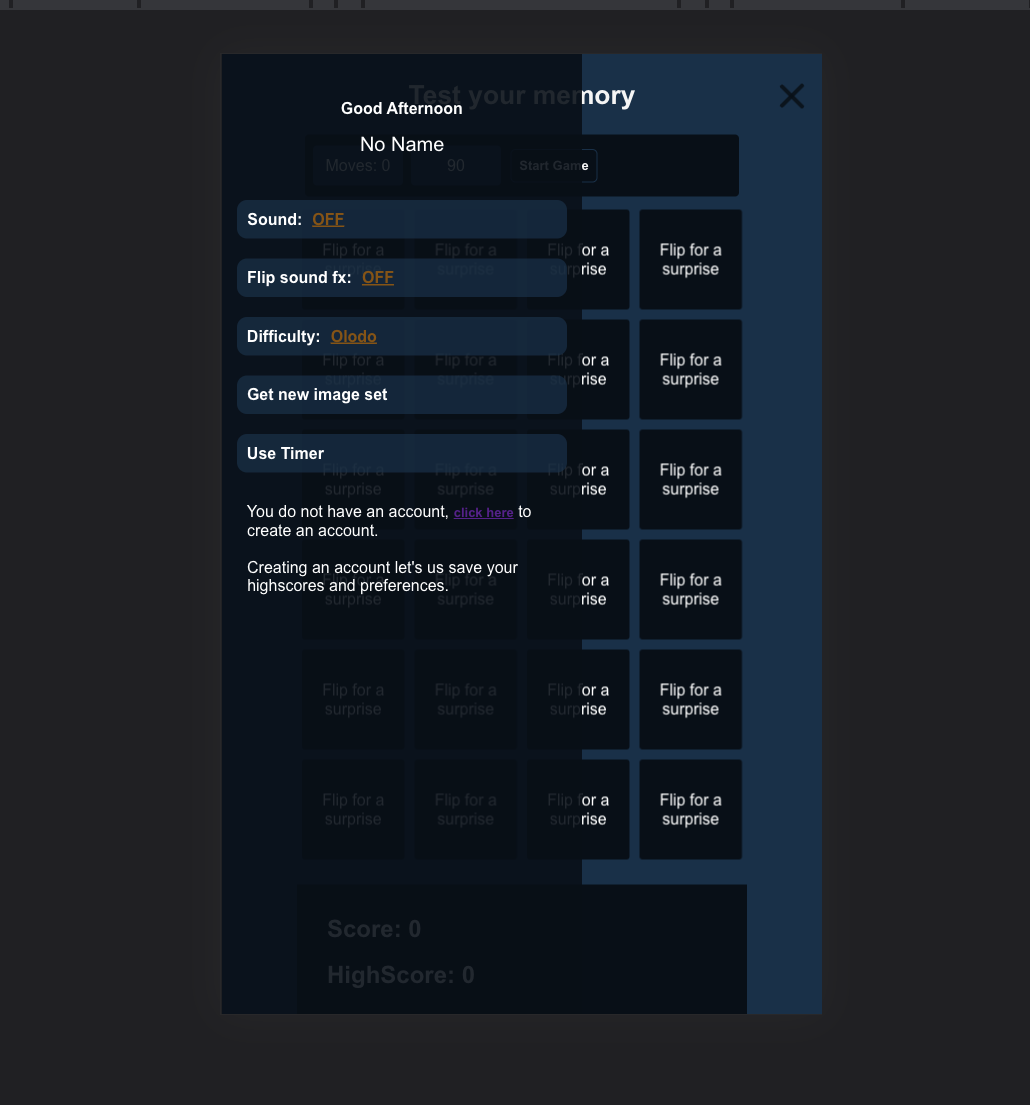 Test your memory
Good Afternoon
No Name
Moves: 0
90
Start Game
Sound: OFF
Flip sound fx: OFF
Difficulty: Olodo
Get new image set
Use Timer
You do not have an account, click here to
create an account.
Creating an account let's us save your
highscores and preferences.
Flip for a
surprise
Flip for a
surprise
Flip for a
surprise
Flip for a
surprise
Flip for a
surprise
Flip for a
surprise
Flip for a
surprise
Flip for a
surprise
Flip for a
surprise
Flip for a
surprise
Flip for a
surprise
Flip for a
surprise
Flip for a
surprise
Flip for a
surprise
Flip for a
surprise
Flip for a
surprise
Flip for a
surprise
Flip for a
surprise
Flip for a
surprise
Flip for a
surprise
Flip for a
surprise
Flip for a
surprise
Flip for a
surprise
Flip for a
surprise
Score: 0
HighScore: 0